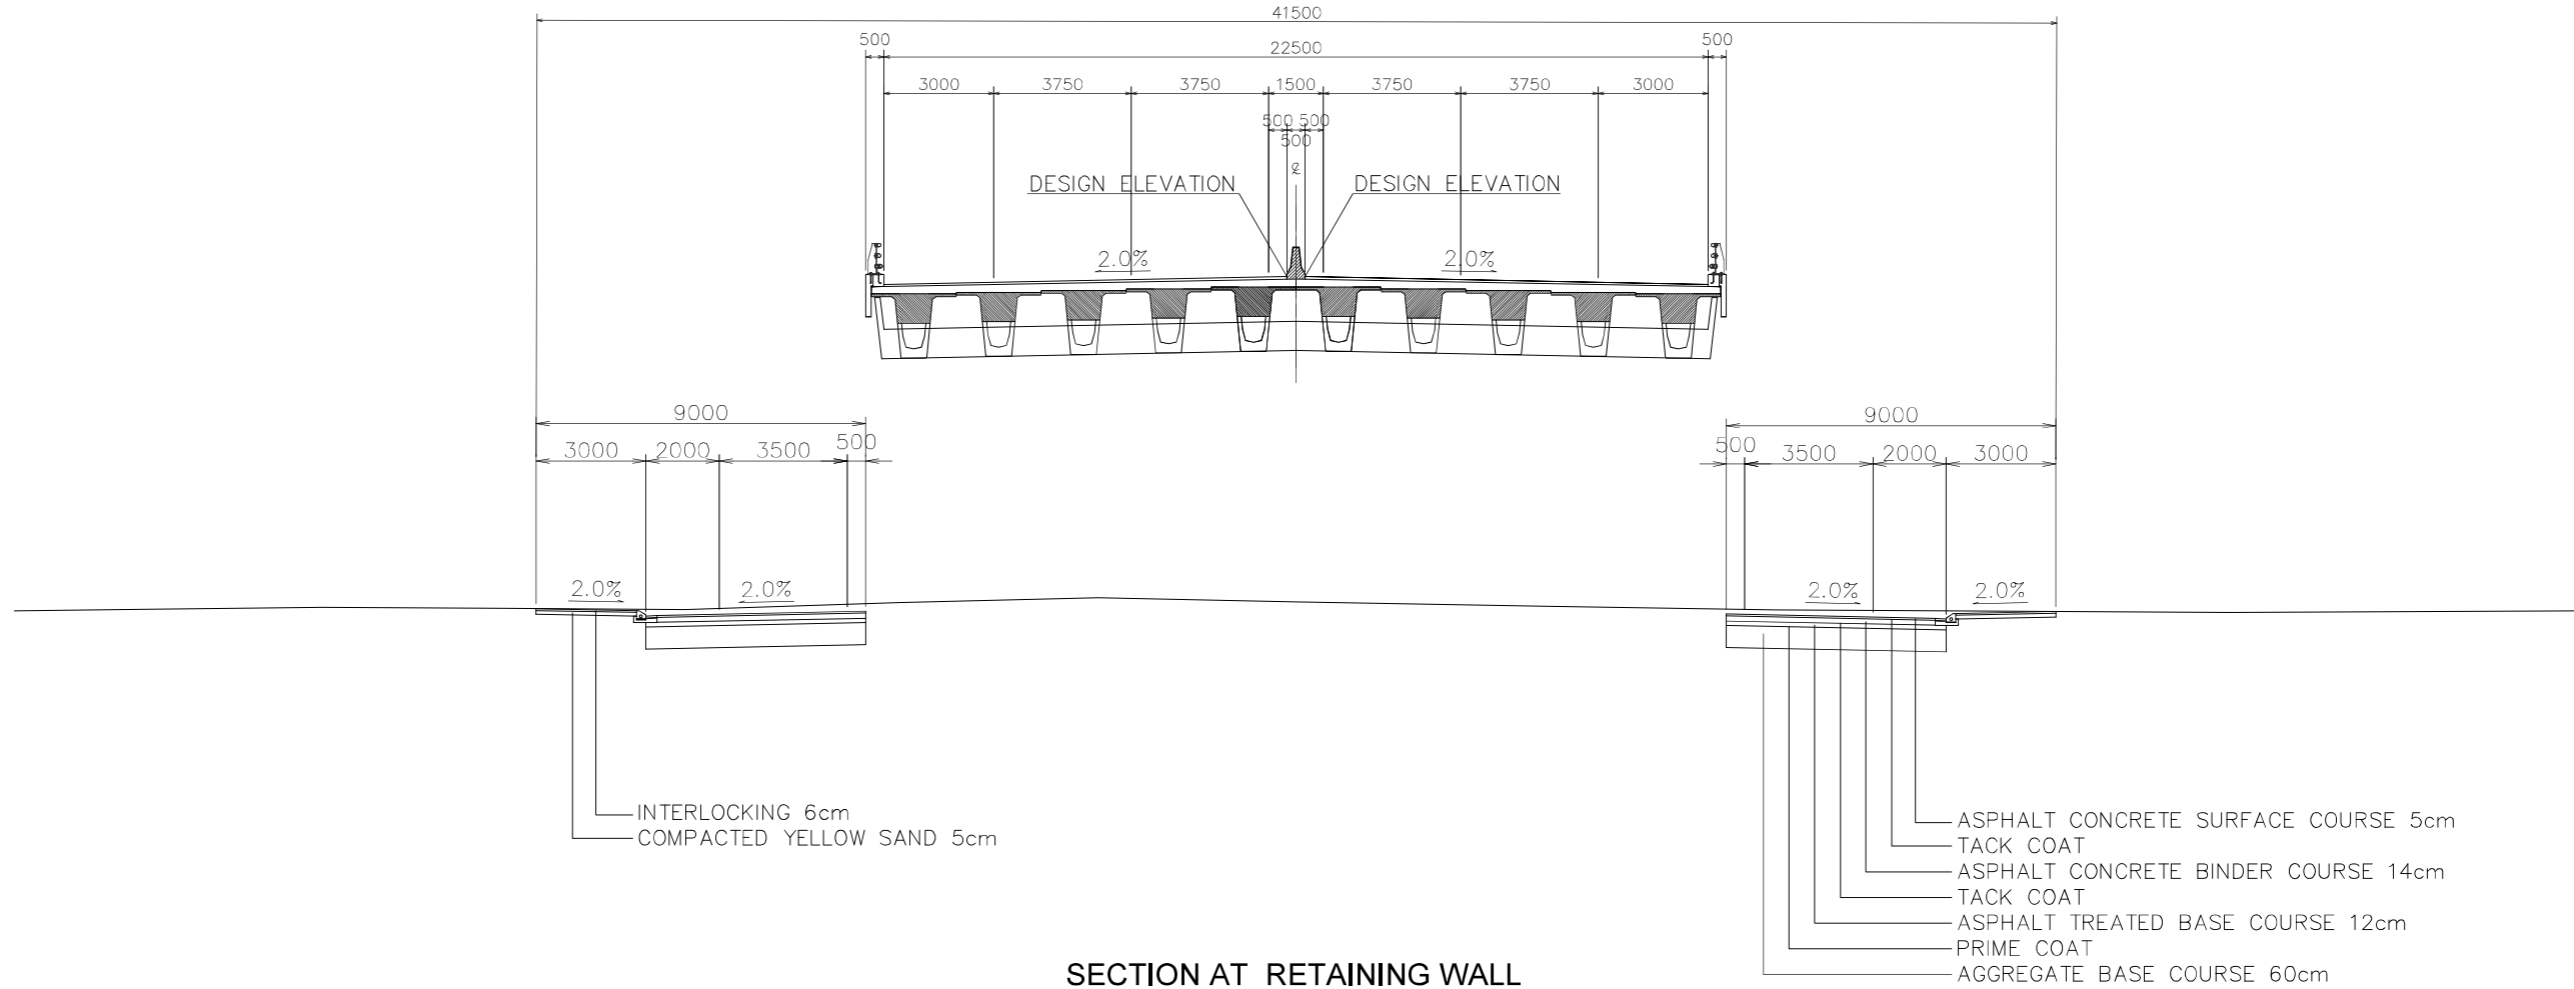 41500
500 22500 500
3000 3750 3750 1500 3750 3750 3000
500 500
500
℄
DESIGN ELEVATION DESIGN ELEVATION
2.0% 2.0%
9000 9000
3000 2000 3500 500 500 3500 2000 3000
2.0% 2.0% 2.0% 2.0%
INTERLOCKING 6cm
COMPACTED YELLOW SAND 5cm
ASPHALT CONCRETE SURFACE COURSE 5cm
TACK COAT
ASPHALT CONCRETE BINDER COURSE 14cm
TACK COAT
ASPHALT TREATED BASE COURSE 12cm
PRIME COAT
AGGREGATE BASE COURSE 60cm
SECTION AT RETAINING WALL